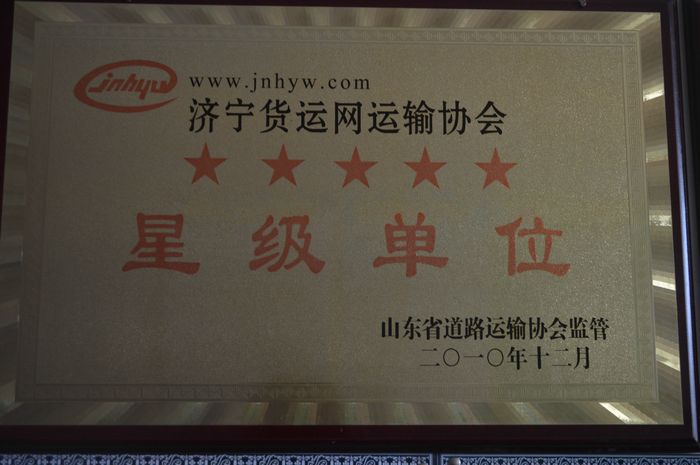 jnhyw
www.jnhyw.com
济宁货运网运输协会
★★★★★
星级单位
山东省道路运输协会监管
二〇一〇年十二月